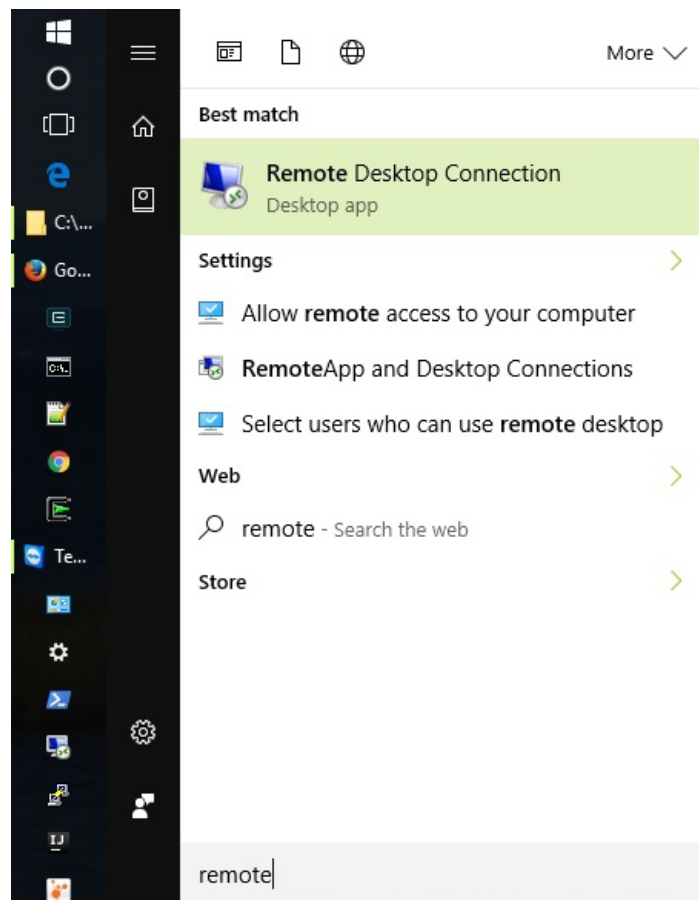 More
Best match
Remote Desktop Connection
Desktop app
C:\...
Settings
Go...
Allow remote access to your computer
RemoteApp and Desktop Connections
Select users who can use remote desktop
Web
remote - Search the web
Te...
Store
IJ
remote